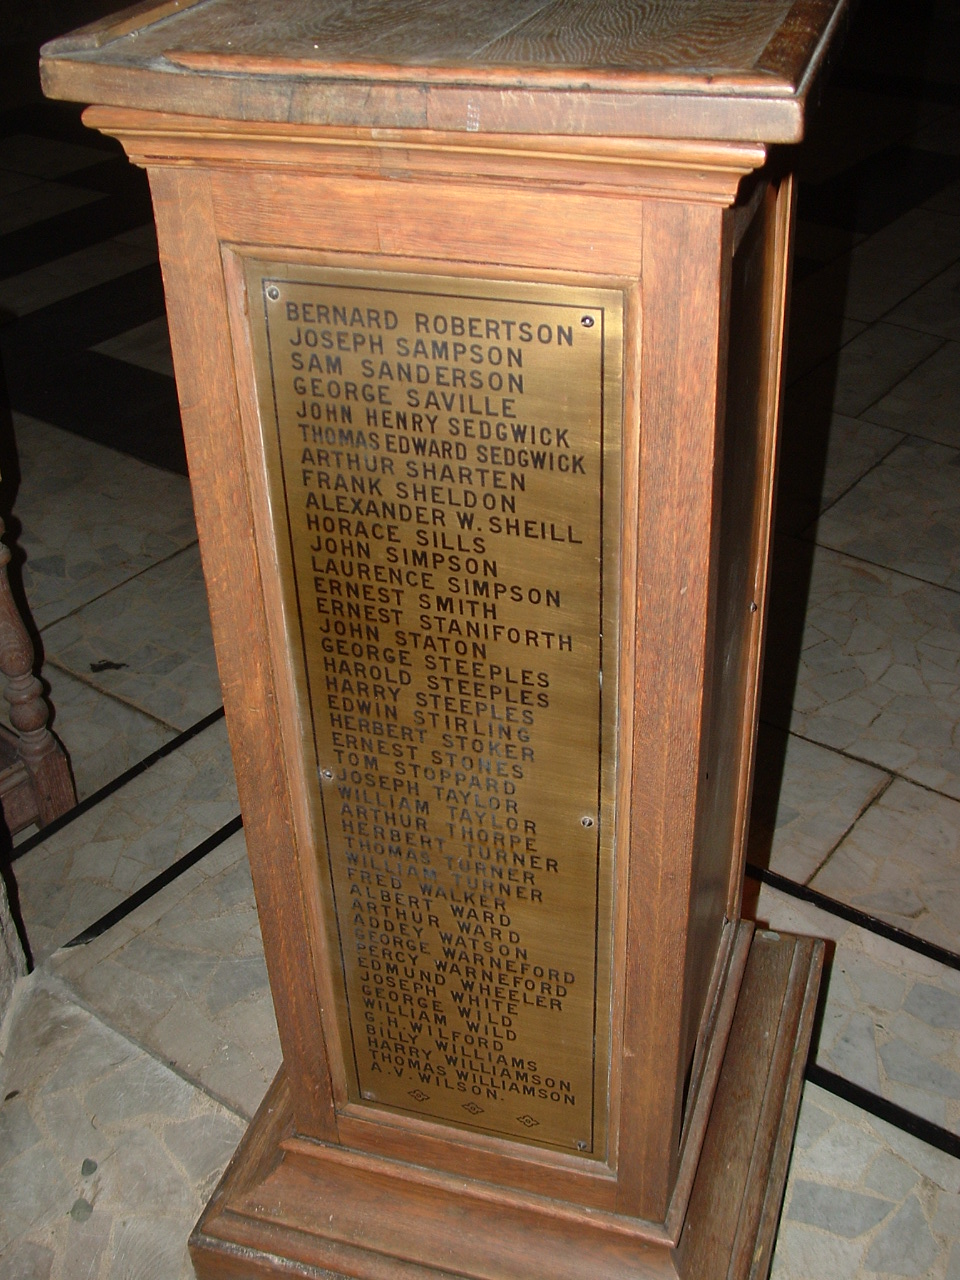 BERNARD ROBERTSON
JOSEPH SAMPSON
SAM SANDERSON
GEORGE SAVILLE
JOHN HENRY SEDGWICK
THOMAS EDWARD SEDGWICK
ARTHUR SHARTEN
FRANK SHELDON
ALEXANDER W. SHEILL
HORACE SILLS
JOHN SIMPSON
LAURENCE SIMPSON
ERNEST SMITH
ERNEST STANIFORTH
JOHN STATON
GEORGE STEEPLES
HAROLD STEEPLES
HARRY STEEPLES
EDWIN STIRLING
HERBERT STOKER
ERNEST STONES
TOM STOPPARD
JOSEPH TAYLOR
WILLIAM TAYLOR
ARTHUR THORPE
HERBERT TURNER
THOMAS TURNER
WILLIAM TURNER
FRED WALKER
ALBERT WARD
ARTHUR WARD
ADDEY WATSON
GEORGE WARNEFORD
PERCY WARNEFORD
EDMUND WHEELER
JOSEPH WHITE
GEORGE WILD
WILLIAM WILD
G. H. WILFORD
BILLY WILLIAMS
HARRY WILLIAMSON
THOMAS WILLIAMSON
A. V. WILSON.